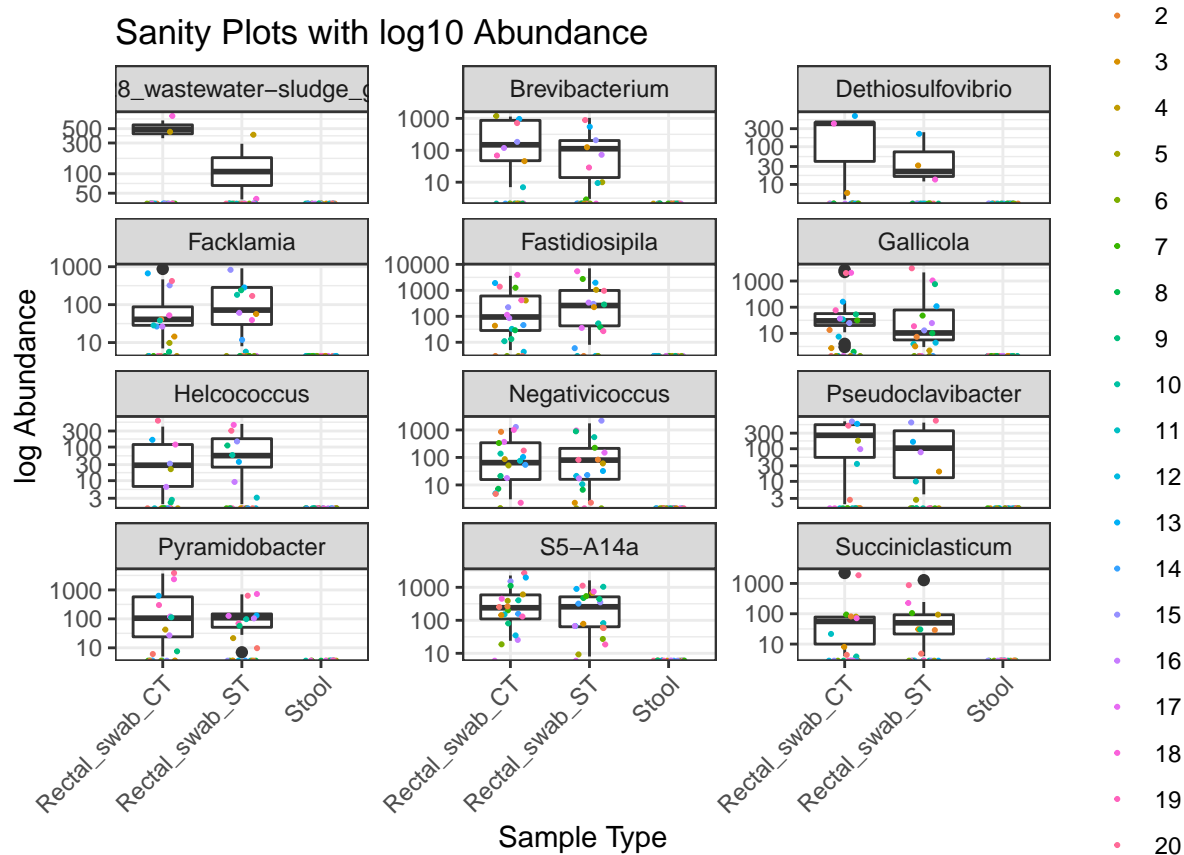 Sanity Plots with log10 Abundance
8_wastewater−sludge_g
Brevibacterium
Dethiosulfovibrio
500
100
50
1000
100
10
300
100
30
10
Facklamia
Fastidiosipila
Gallicola
1000
100
10
10000
1000
100
10
1000
100
10
Helcococcus
Negativicoccus
Pseudoclavibacter
300
100
30
10
3
1000
100
10
300
100
30
10
3
Pyramidobacter
S5−A14a
Succiniclasticum
1000
100
10
1000
100
10
1000
100
10
Rectal_swab_CT
Rectal_swab_ST
Stool
Rectal_swab_CT
Rectal_swab_ST
Stool
Rectal_swab_CT
Rectal_swab_ST
Stool
Sample Type
log Abundance
2
3
4
5
6
7
8
9
10
11
12
13
14
15
16
17
18
19
20